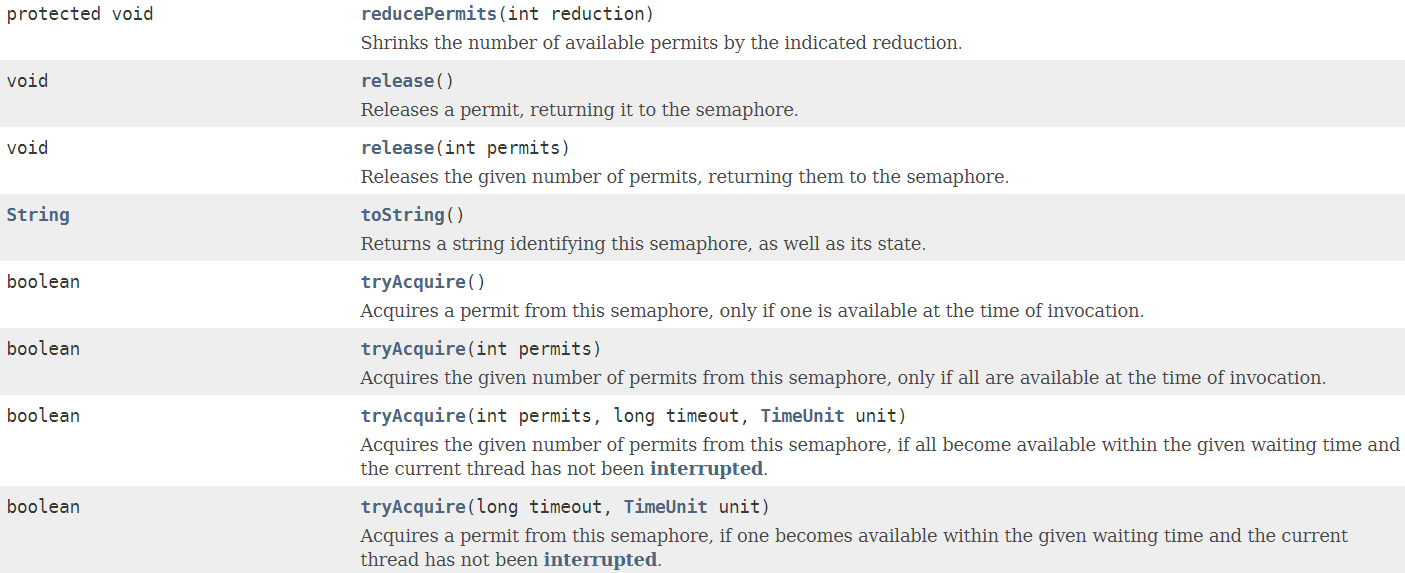 protected void reducePermits(int reduction)
Shrinks the number of available permits by the indicated reduction.
void release()
Releases a permit, returning it to the semaphore.
void release(int permits)
Releases the given number of permits, returning them to the semaphore.
String toString()
Returns a string identifying this semaphore, as well as its state.
boolean tryAcquire()
Acquires a permit from this semaphore, only if one is available at the time of invocation.
boolean tryAcquire(int permits)
Acquires the given number of permits from this semaphore, only if all are available at the time of invocation.
boolean tryAcquire(int permits, long timeout, TimeUnit unit)
Acquires the given number of permits from this semaphore, if all become available within the given waiting time and
the current thread has not been interrupted.
boolean tryAcquire(long timeout, TimeUnit unit)
Acquires a permit from this semaphore, if one becomes available within the given waiting time and the current
thread has not been interrupted.